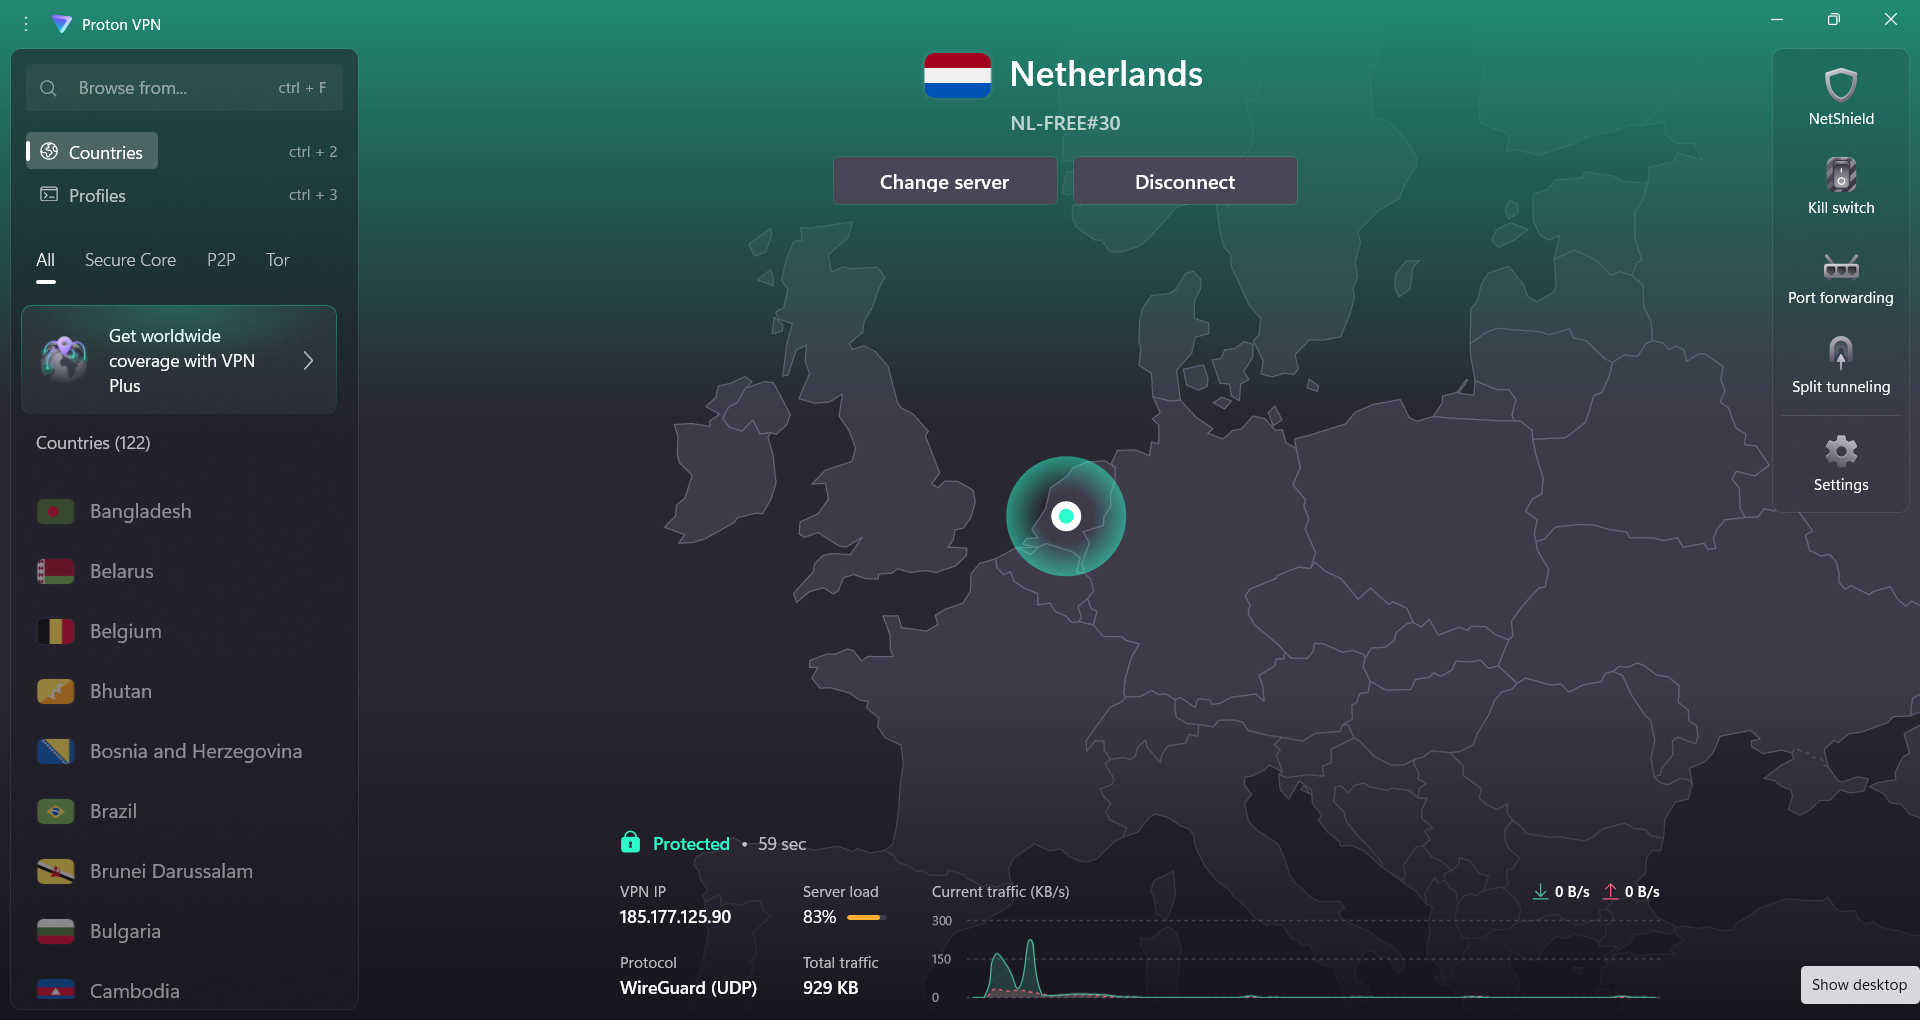 Proton VPN
Browse from...
ctrl + F
Countries
ctrl + 2
Profiles
ctrl + 3
All
Secure Core
P2P
Tor
Get worldwide
coverage with VPN
Plus
Countries (122)
Bangladesh
Belarus
Belgium
Bhutan
Bosnia and Herzegovina
Brazil
Brunei Darussalam
Bulgaria
Cambodia
Netherlands
NL-FREE#30
Change server
Disconnect
Protected • 59 sec
VPN IP
185.177.125.90
Server load
83%
Protocol
WireGuard (UDP)
Total traffic
929 KB
Current traffic (KB/s)
0 B/s
0 B/s
300
150
0
NetShield
Kill switch
Port forwarding
Split tunneling
Settings
Show desktop